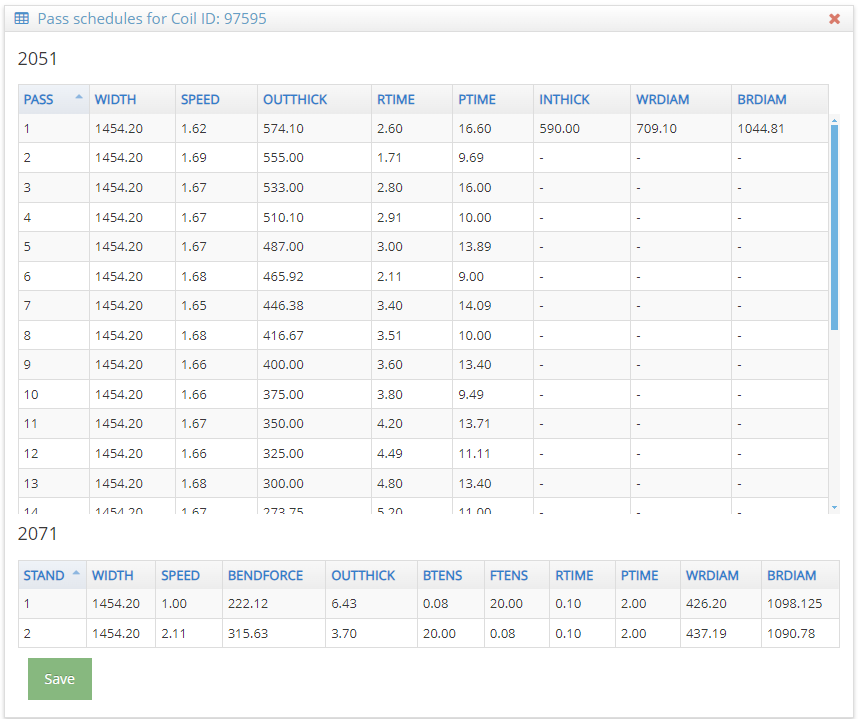 Pass schedules for Coil ID: 97595
2051
PASS WIDTH SPEED OUTTHICK RTIME PTIME INTHICK WRDIAM BRDIAM
1 1454.20 1.62 574.10 2.60 16.60 590.00 709.10 1044.81
2 1454.20 1.69 555.00 1.71 9.69 - - -
3 1454.20 1.67 533.00 2.80 16.00 - - -
4 1454.20 1.67 510.10 2.91 10.00 - - -
5 1454.20 1.67 487.00 3.00 13.89 - - -
6 1454.20 1.68 465.92 2.11 9.00 - - -
7 1454.20 1.65 446.38 3.40 14.09 - - -
8 1454.20 1.68 416.67 3.51 10.00 - - -
9 1454.20 1.66 400.00 3.60 13.40 - - -
10 1454.20 1.66 375.00 3.80 9.49 - - -
11 1454.20 1.67 350.00 4.20 13.71 - - -
12 1454.20 1.66 325.00 4.49 11.11 - - -
13 1454.20 1.68 300.00 4.80 13.40 - - -
14 1454.20 1.67 273.75 5.20 11.00 - - -
2071
STAND WIDTH SPEED BENDFORCE OUTTHICK BTENS FTENS RTIME PTIME WRDIAM BRDIAM
1 1454.20 1.00 222.12 6.43 0.08 20.00 0.10 2.00 426.20 1098.125
2 1454.20 2.11 315.63 3.70 20.00 0.08 0.10 2.00 437.19 1090.78
Save